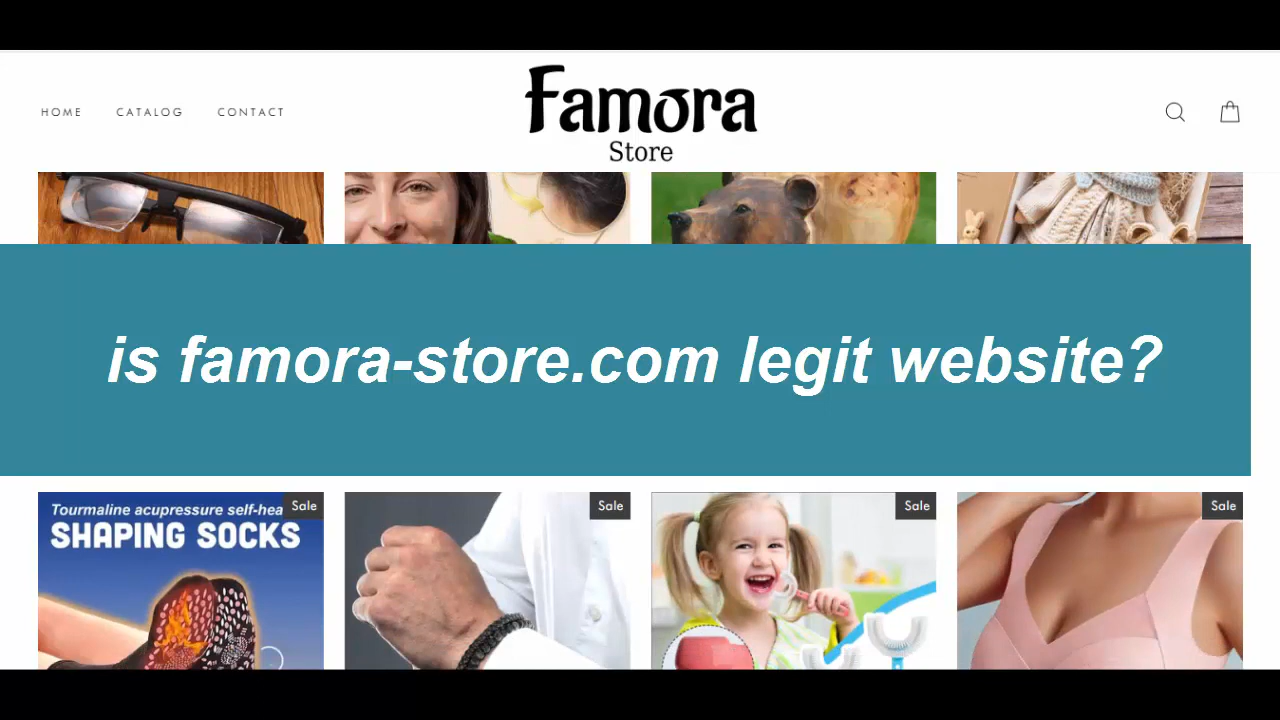 HOME CATALOG CONTACT
Famora
Store
is famora-store.com legit website?
Tourmaline acupressure self-hea
SHAPING SOCKS
Sale
Sale
Sale
Sale